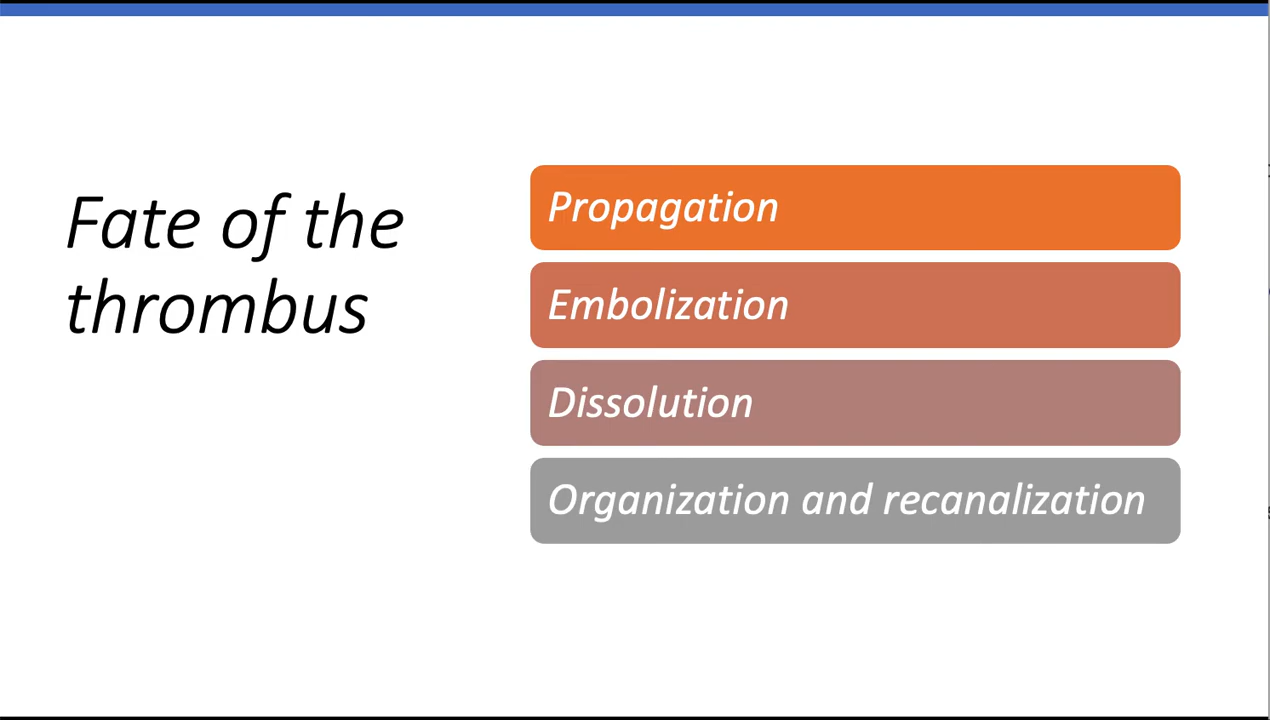 Fate of the
thrombus
Propagation
Embolization
Dissolution
Organization and recanalization